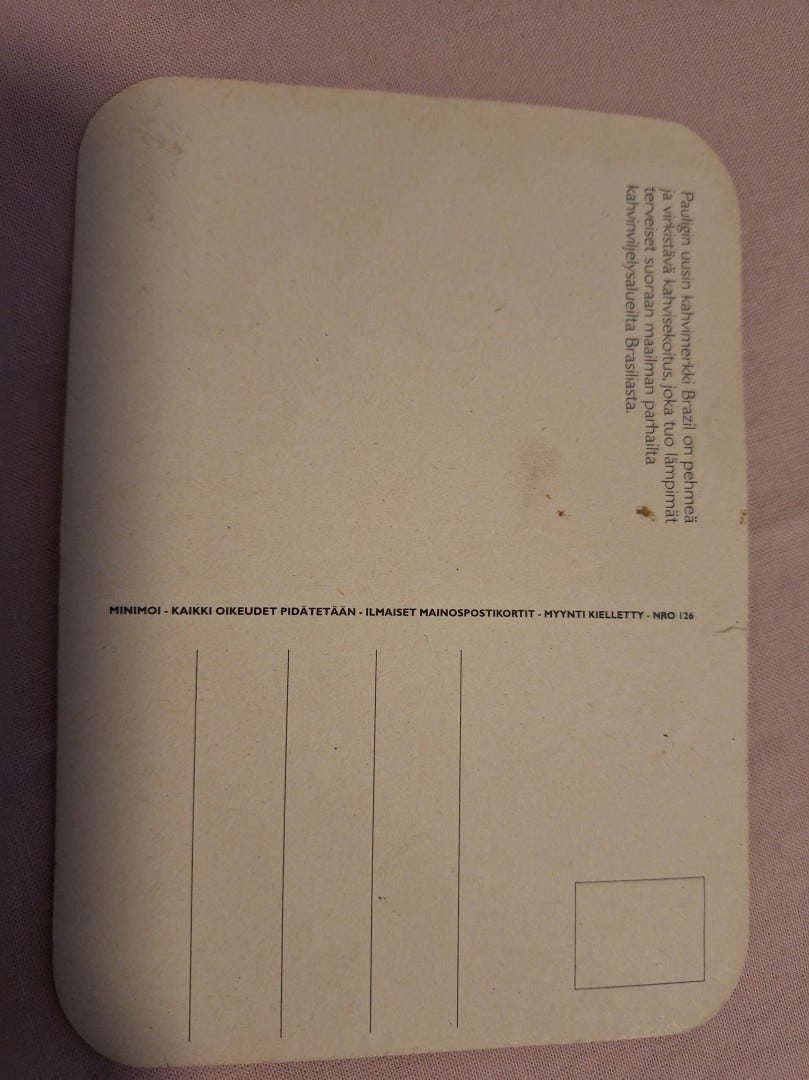 Pauligin uusin kahvimerkki Brazil on pehmeä
ja virkistävä kahvisekoitus, joka tuo lämpimät
terveiset suoraan maailman parhailta
kahvinviljelysalueilta Brasiliasta.
MINIMOI - KAIKKI OIKEUDET PIDÄTETÄÄN - ILMAISET MAINOSPOSTIKORTIT - MYYNTI KIELLETTY - NRO 126